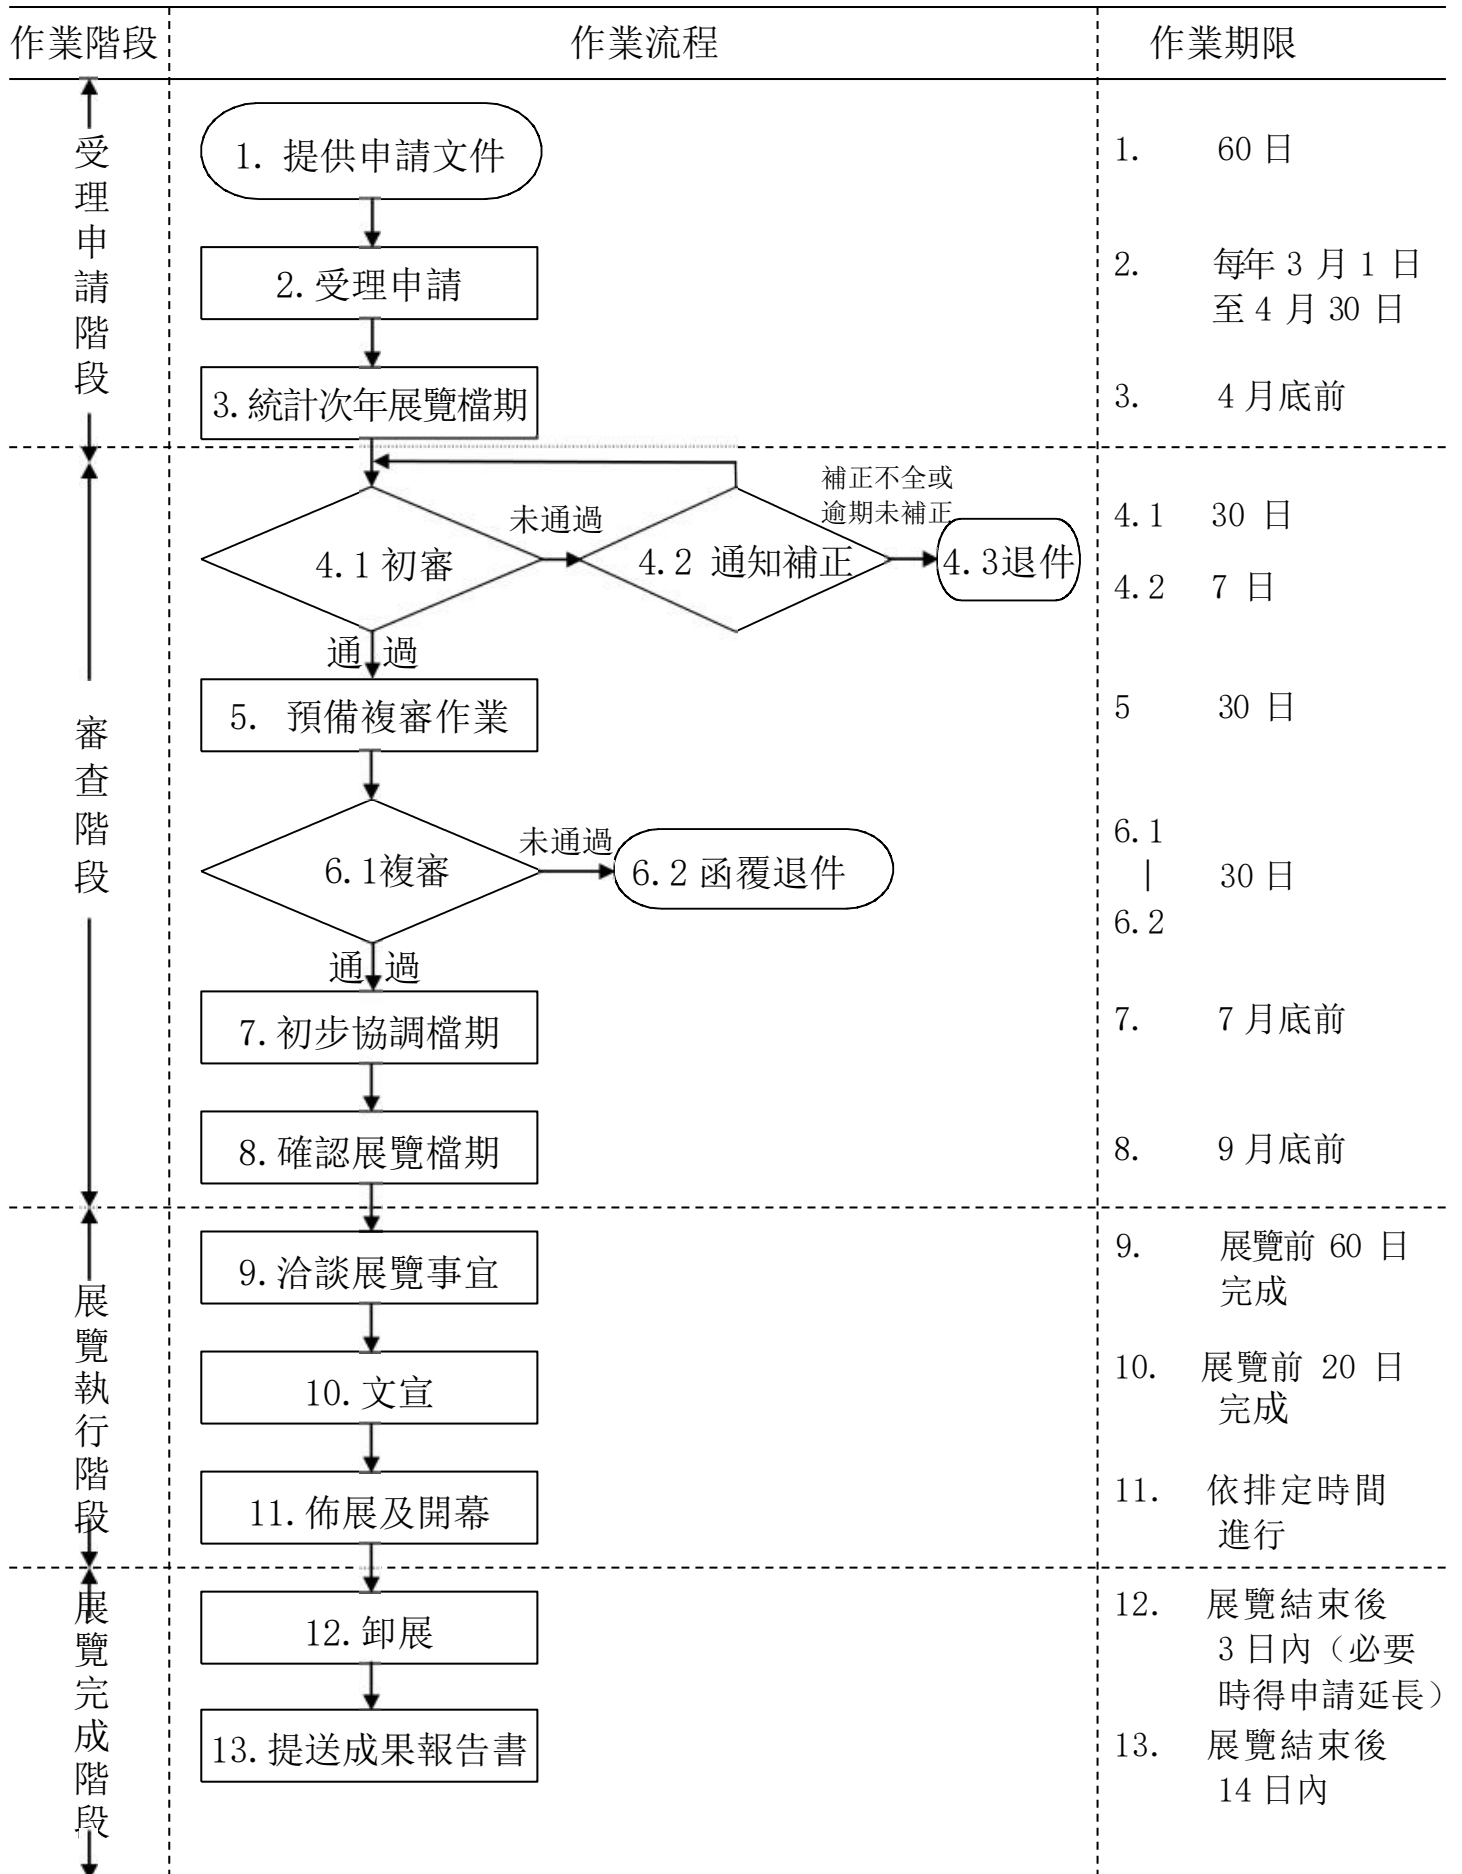 作業階段
作業流程
作業期限
受理申請階段
1. 提供申請文件
1. 60 日
2.受理申請
2. 每年 3 月 1 日
至 4 月 30 日
3.統計次年展覽檔期
3. 4 月底前
審查階段
補正不全或
逾期未補正
未通過
4.1 初審
4.2 通知補正
4.3退件
4.1 30 日
4.2 7 日
通過
5. 預備複審作業
5 30 日
未通過
6.1複審
6.2 函覆退件
6.1
|
6.2
30 日
通過
7.初步協調檔期
7. 7 月底前
8.確認展覽檔期
8. 9 月底前
展覽執行階段
9.洽談展覽事宜
9. 展覽前 60 日
完成
10.文宣
10. 展覽前 20 日
完成
11.佈展及開幕
11. 依排定時間
進行
展覽完成階段
12.卸展
12. 展覽結束後
3 日內（必要
時得申請延長）
13.提送成果報告書
13. 展覽結束後
14 日內